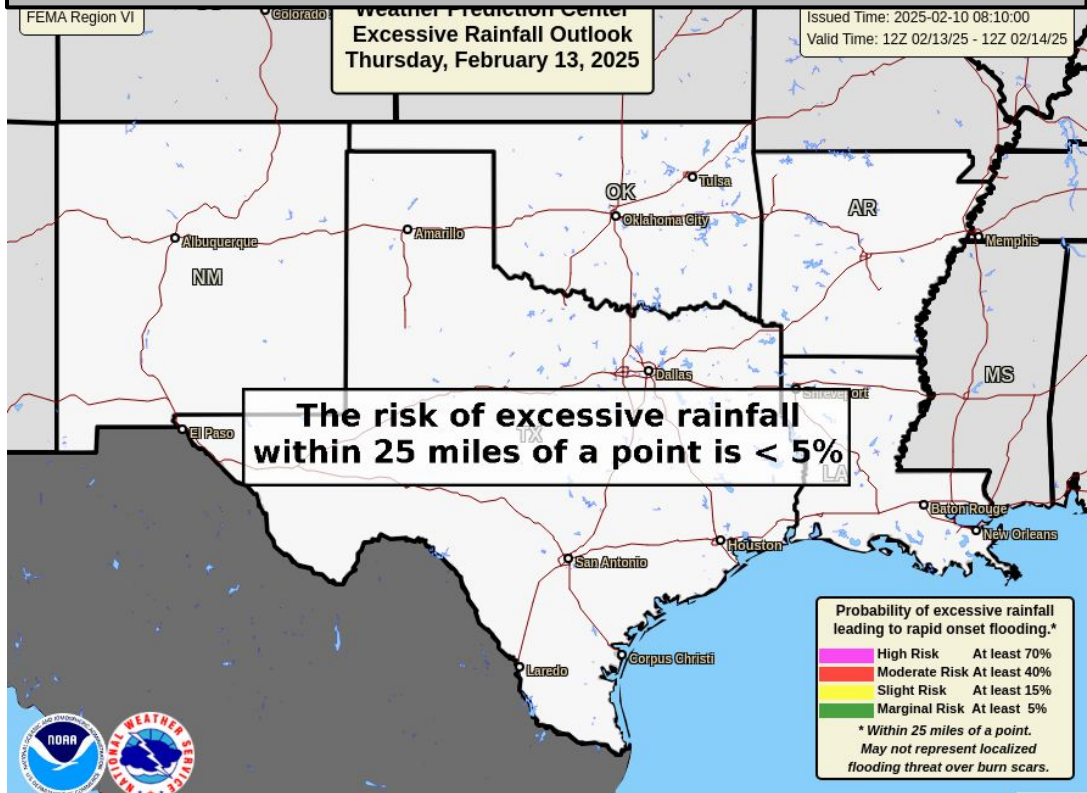 FEMA Region VI
Colorado
Weather Prediction Center
Excessive Rainfall Outlook
Thursday, February 13, 2025
Issued Time: 2025-02-10 08:10:00
Valid Time: 12Z 02/13/25 - 12Z 02/14/25
Tulsa
OK
Oklahoma City
AR
Albuquerque
Amarillo
Memphis
NM
Dallas
MS
Shreveport
The risk of excessive rainfall
within 25 miles of a point is < 5%
El Paso
TX
LA
Baton Rouge
New Orleans
Houston
San Antonio
Corpus Christi
Laredo
Probability of excessive rainfall
leading to rapid onset flooding.*
High Risk At least 70%
Moderate Risk At least 40%
Slight Risk At least 15%
Marginal Risk At least 5%
* Within 25 miles of a point.
May not represent localized
flooding threat over burn scars.
NOAA
NATIONAL WEATHER SERVICE